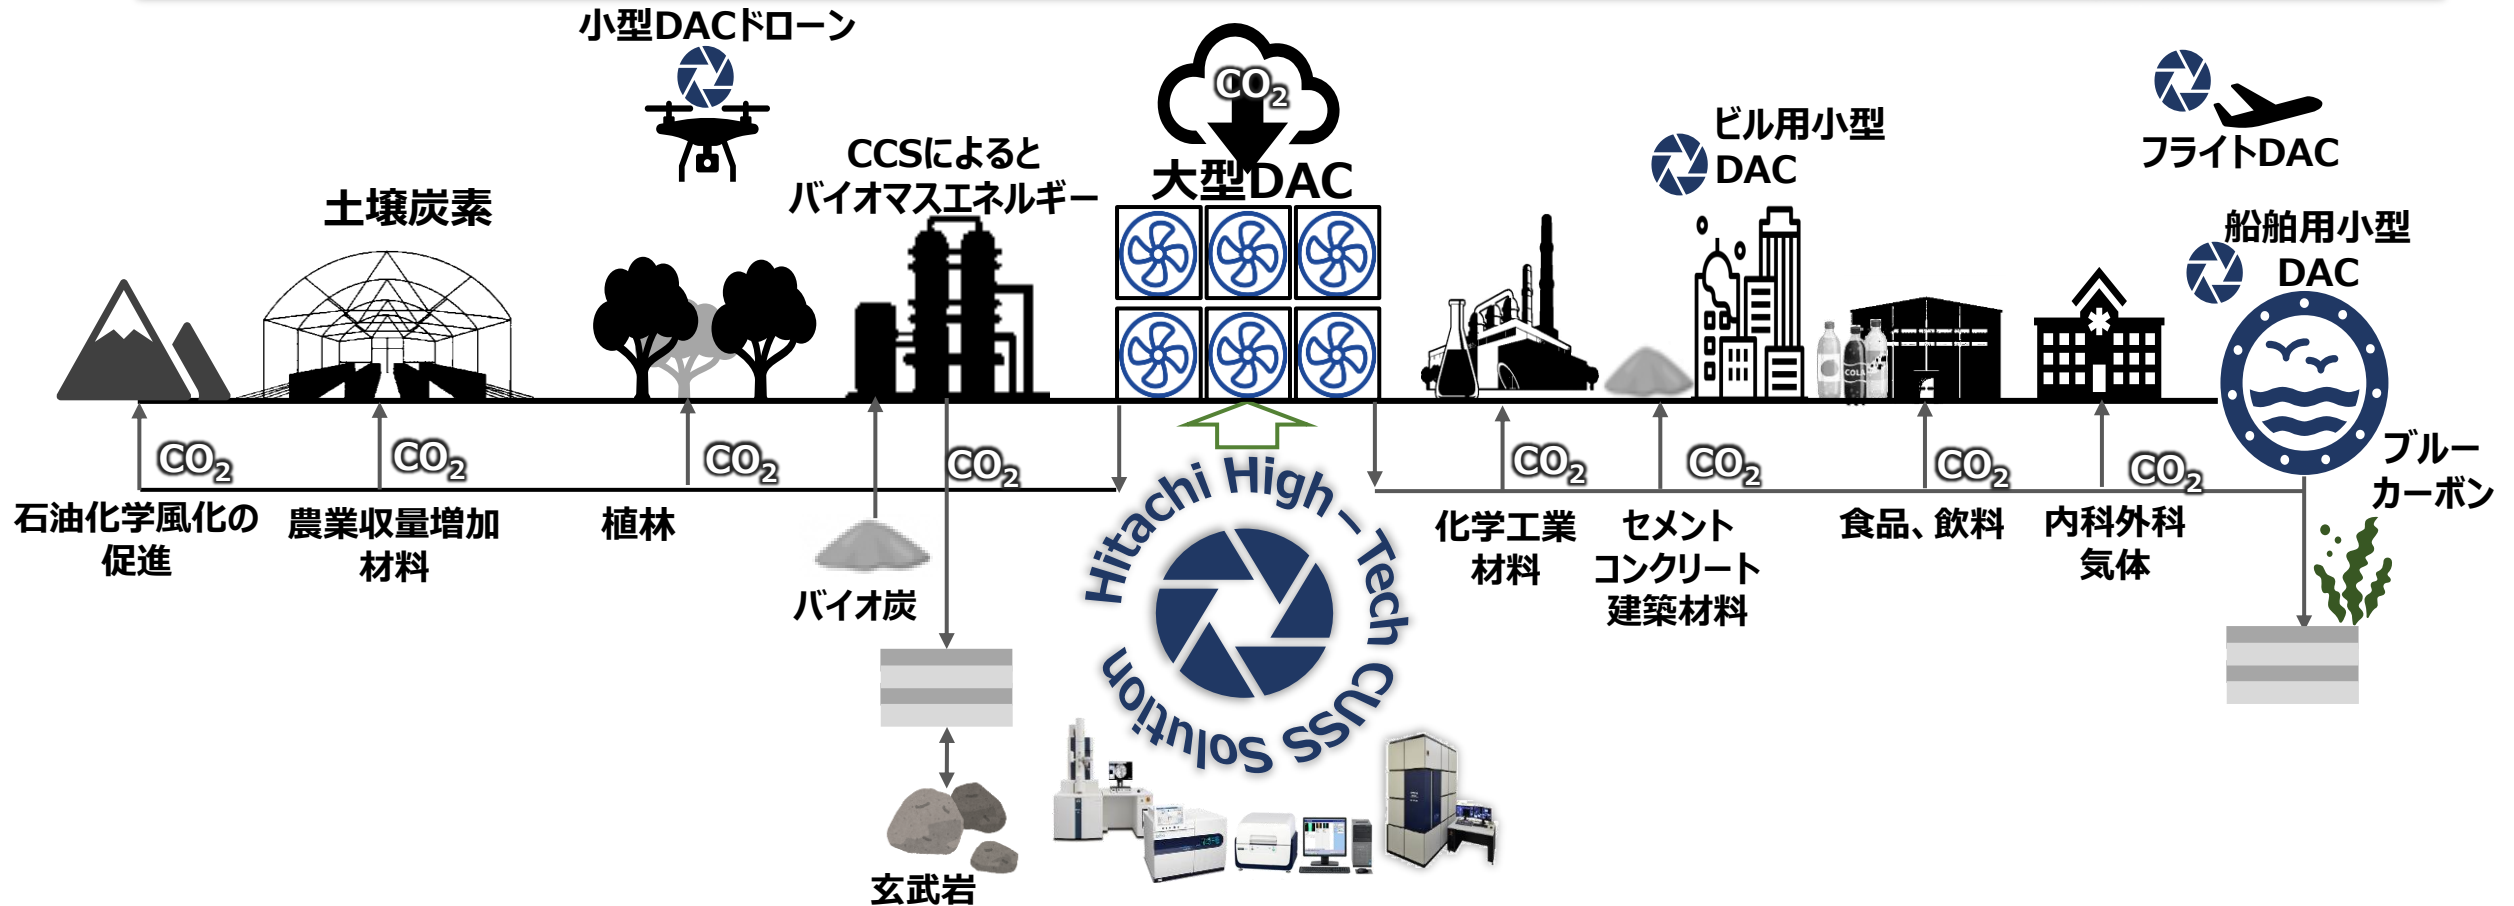 小型DACドローン
CO2
CCSによると
バイオマスエネルギー
大型DAC
ビル用小型
DAC
フライトDAC
土壌炭素
船舶用小型
DAC
COLA
CO2
CO2
CO2
CO2
CO2
CO2
CO2
CO2
ブルー
カーボン
石油化学風化の
促進
農業収量増加
材料
植林
バイオ炭
Hitachi High-Tech CUSS Solution
化学工業
材料
セメント
コンクリート
建築材料
食品、飲料
内科外科
気体
玄武岩